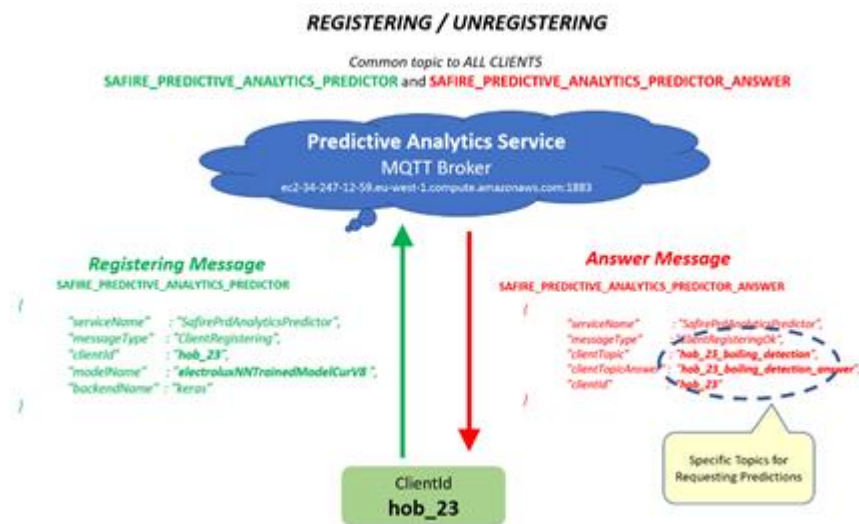 REGISTERING / UNREGISTERING
Common topic to ALL CLIENTS
SAFIRE_PREDICTIVE_ANALYTICS_PREDICTOR and SAFIRE_PREDICTIVE_ANALYTICS_PREDICTOR_ANSWER
Predictive Analytics Service
MQTT Broker
ec2-34-247-12-59.eu-west-1.compute.amazonaws.com:1883
Registering Message
SAFIRE_PREDICTIVE_ANALYTICS_PREDICTOR
{
"serviceName" : "SafirePrdAnalyticsPredictor",
"messageType" : "ClientRegistering",
"clientId" : "hob_23",
"modelName" : "electroluxNNTrainedModelCurV8",
"backendName" : "keras"
}
Answer Message
SAFIRE_PREDICTIVE_ANALYTICS_PREDICTOR_ANSWER
{
"serviceName" : "SafirePrdAnalyticsPredictor",
"messageType" : "ClientRegisteringOk",
"clientTopic" : "hob_23_boiling_detection",
"clientTopicAnswer" : "hob_23_boiling_detection_answer",
"clientId" : "hob_23"
}
Specific Topics for
Requesting Predictions
ClientId
hob_23